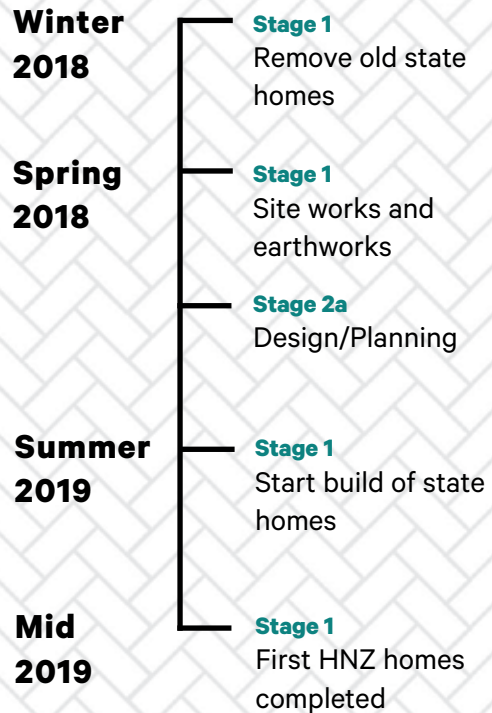 Winter
2018
Stage 1
Remove old state
homes
Spring
2018
Stage 1
Site works and
earthworks
Stage 2a
Design/Planning
Summer
2019
Stage 1
Start build of state
homes
Mid
2019
Stage 1
First HNZ homes
completed